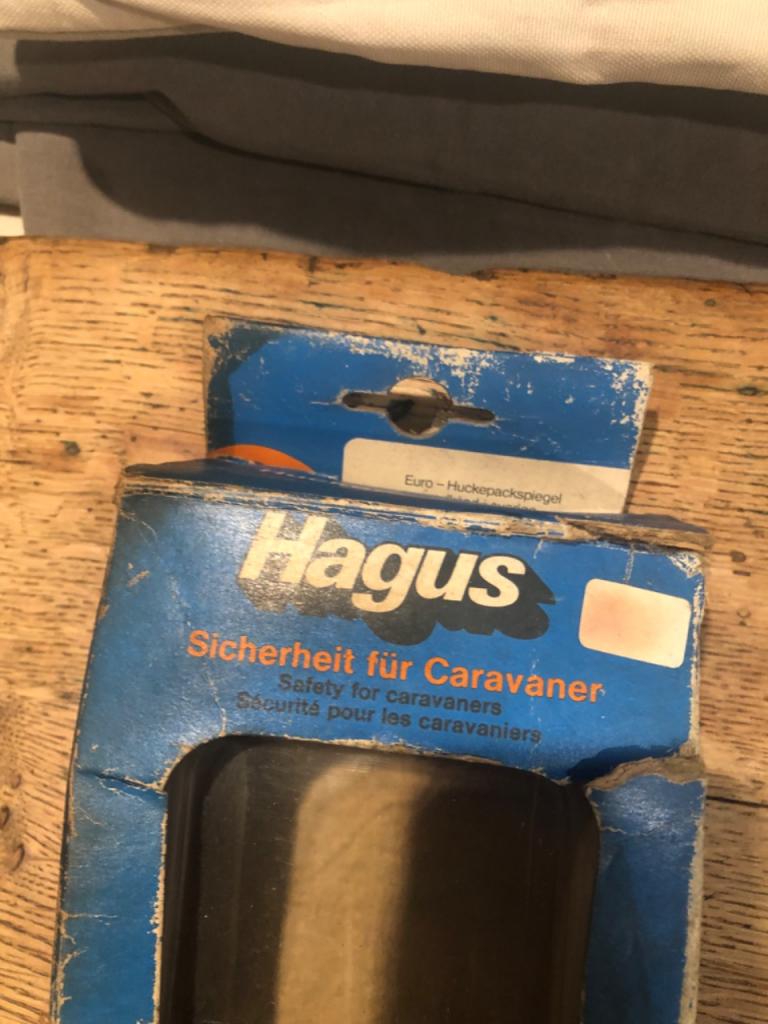 Euro – Huckepackspiegel
Hagus
Sicherheit für Caravaner
Safety for caravaners
Sécurité pour les caravaniers